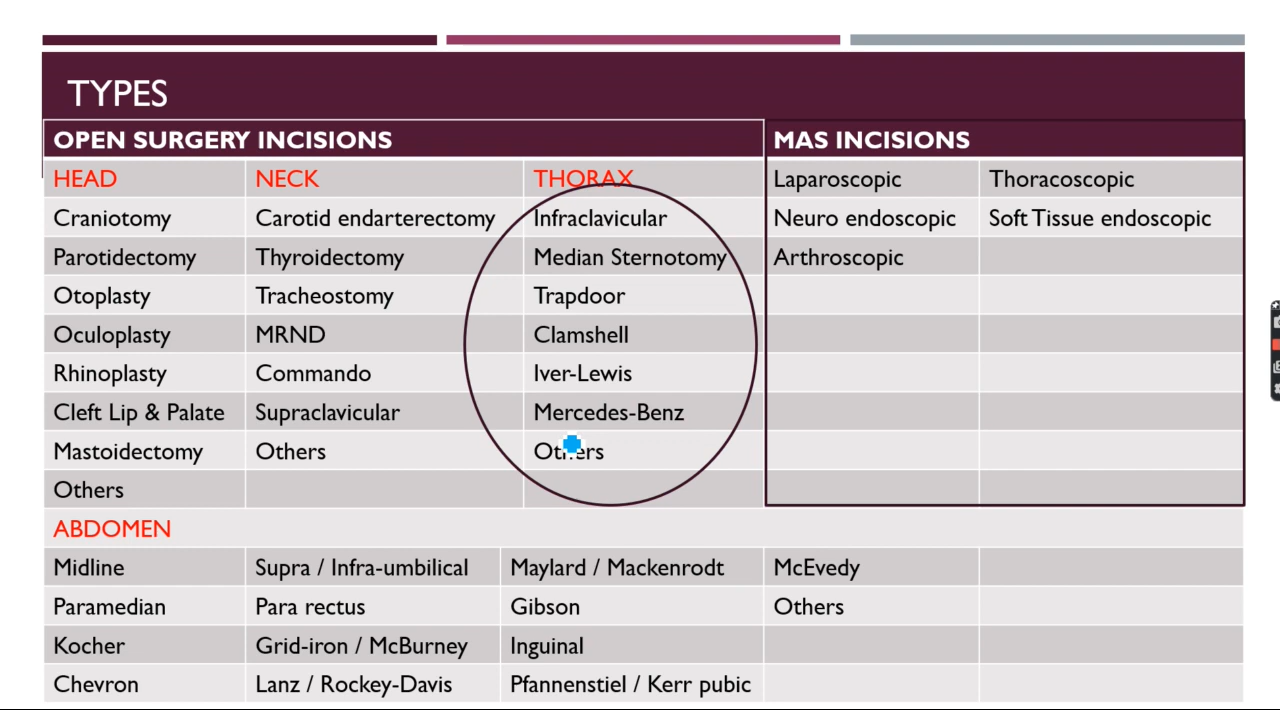 TYPES
OPEN SURGERY INCISIONS MAS INCISIONS
HEAD NECK THORAX Laparoscopic Thoracoscopic
Craniotomy Carotid endarterectomy Infraclavicular Neuro endoscopic Soft Tissue endoscopic
Parotidectomy Thyroidectomy Median Sternotomy Arthroscopic
Otoplasty Tracheostomy Trapdoor
Oculoplasty MRND Clamshell
Rhinoplasty Commando Iver-Lewis
Cleft Lip & Palate Supraclavicular Mercedes-Benz
Mastoidectomy Others Others
Others
ABDOMEN
Midline Supra / Infra-umbilical Maylard / Mackenrodt McEvedy
Paramedian Para rectus Gibson Others
Kocher Grid-iron / McBurney Inguinal
Chevron Lanz / Rockey-Davis Pfannenstiel / Kerr pubic